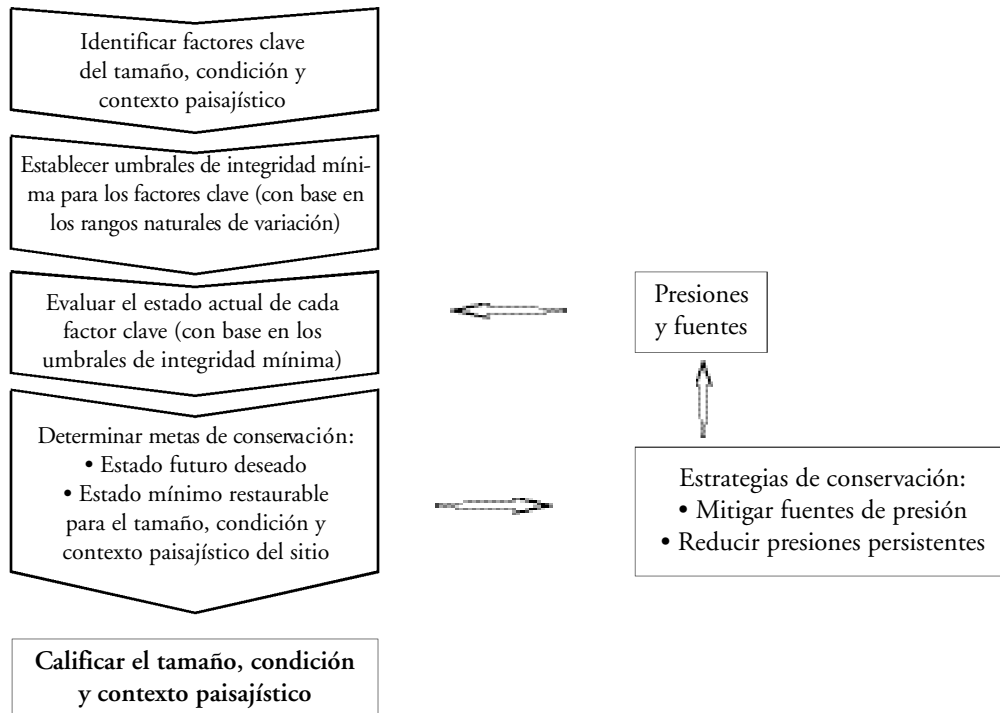 Identificar factores clave
del tamaño, condición y
contexto paisajístico
Establecer umbrales de integridad míni-
ma para los factores clave (con base en
los rangos naturales de variación)
Evaluar el estado actual de cada
factor clave (con base en los
umbrales de integridad mínima)
Determinar metas de conservación:
• Estado futuro deseado
• Estado mínimo restaurable
para el tamaño, condición y
contexto paisajístico del sitio
Calificar el tamaño, condición
y contexto paisajístico
Presiones
y fuentes
Estrategias de conservación:
• Mitigar fuentes de presión
• Reducir presiones persistentes